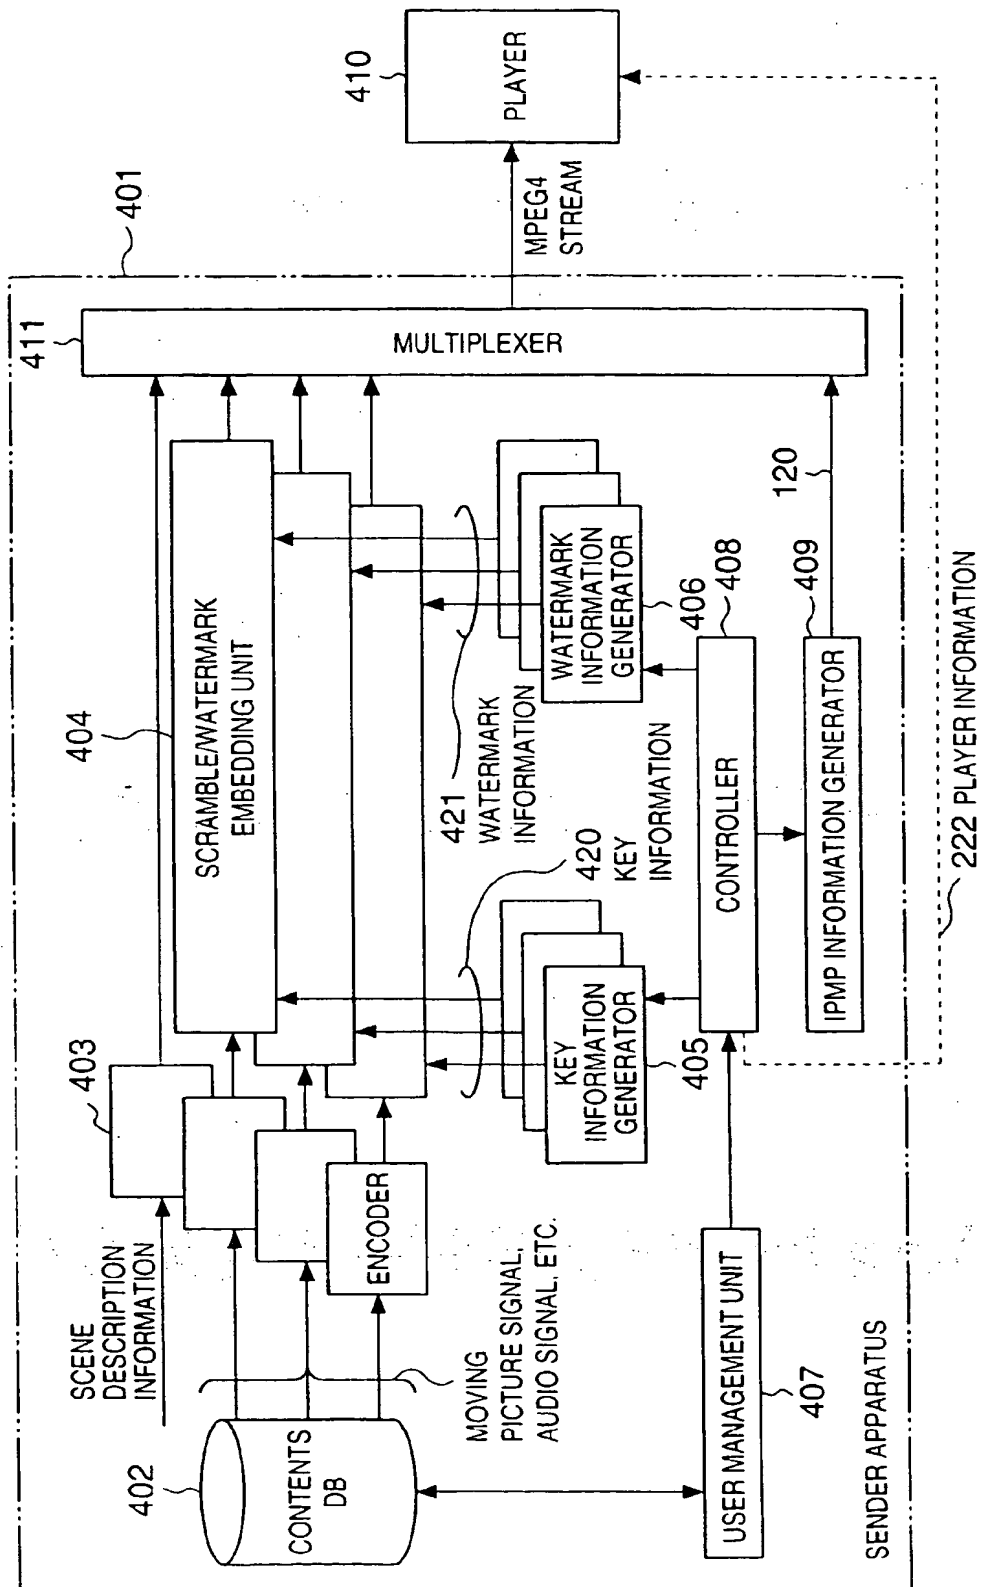 SCENE
DESCRIPTION
INFORMATION
402
CONTENTS
DB
MOVING
PICTURE SIGNAL,
AUDIO SIGNAL, ETC.
403
ENCODER
404
SCRAMBLE/WATERMARK
EMBEDDING UNIT
420
KEY
INFORMATION
421
WATERMARK
INFORMATION
KEY
INFORMATION
GENERATOR
405
WATERMARK
INFORMATION
GENERATOR
406
407
USER MANAGEMENT UNIT
CONTROLLER
408
IPMP INFORMATION GENERATOR
409
120
411
MULTIPLEXER
401
MPEG4
STREAM
410
PLAYER
SENDER APPARATUS
222 PLAYER INFORMATION